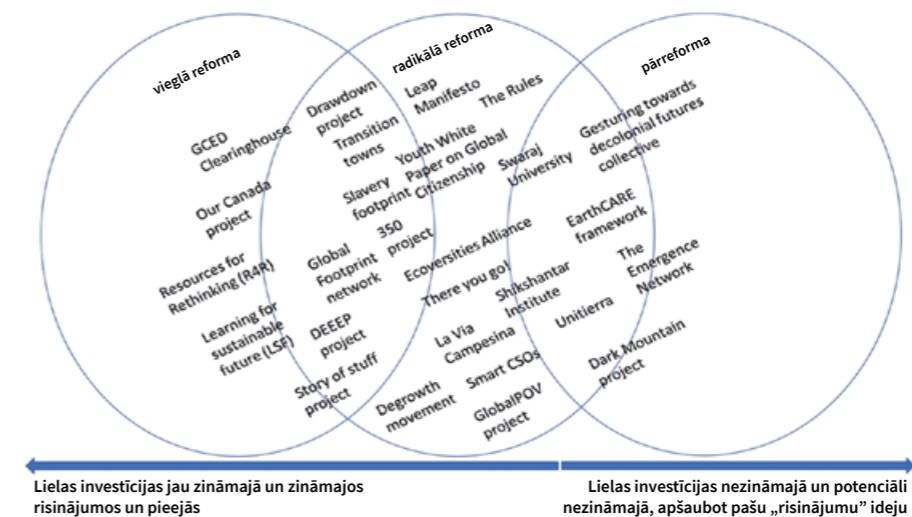 vieglā reforma
radikālā reforma
pārreforma
GCED
Clearinghouse
Our Canada
project
Resources for
Rethinking (R4R)
Learning for
sustainable
future (LSF)
Drawdown
project
Transition
towns
Slavery
footprint
350
project
Global
Footprint
network
DEEEP
project
Story of stuff
project
Leap
Manifesto
The Rules
Youth White
Paper on Global
Citizenship
Swaraj
University
Ecoversities Alliance
There you go!
Shikshantar
Institute
La Via
Campesina
Smart CSOs
Degrowth
movement
GlobalPOV
project
Gesturing towards
decolonial futures
collective
EarthCARE
framework
The
Emergence
Network
Unitierra
Dark Mountain
project
Lielas investīcijas jau zināmajā un zināmajos
risinājumos un pieejās
Lielas investīcijas nezināmajā un potenciāli
nezināmajā, apšaubot pašu „risinājumu” ideju